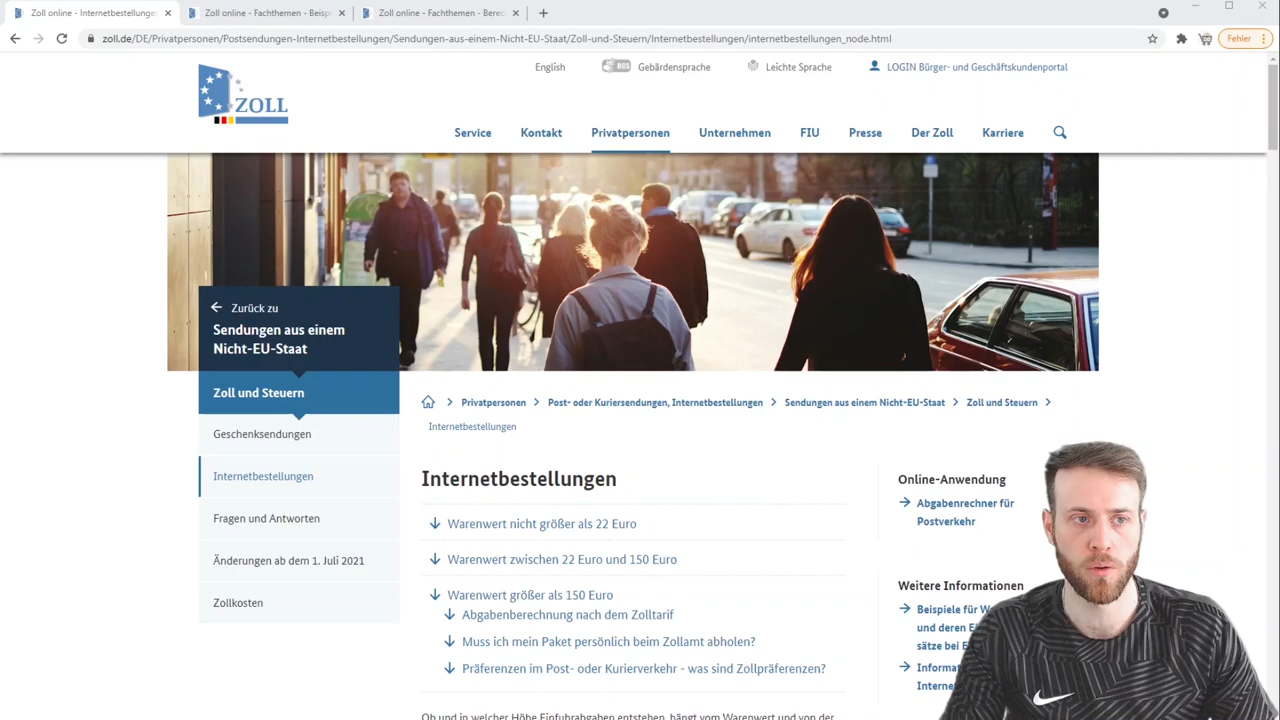 Zoll online - Internetbestellunge
Zoll online - Fachthemen - Beisp
Zoll online - Fachthemen - Berec
zoll.de/DE/Privatpersonen/Postsendungen-Internetbestellungen/Sendungen-aus-einem-Nicht-EU-Staat/Zoll-und-Steuern/Internetbestellungen/internetbestellungen_node.html
Fehler
English
DGS
Gebärdensprache
Leichte Sprache
LOGIN Bürger- und Geschäftskundenportal
ZOLL
Service
Kontakt
Privatpersonen
Unternehmen
FIU
Presse
Der Zoll
Karriere
Zurück zu
Sendungen aus einem
Nicht-EU-Staat
Zoll und Steuern
Geschenksendungen
Internetbestellungen
Fragen und Antworten
Änderungen ab dem 1. Juli 2021
Zollkosten
Privatpersonen
Post- oder Kuriersendungen, Internetbestellungen
Sendungen aus einem Nicht-EU-Staat
Zoll und Steuern
Internetbestellungen
Internetbestellungen
Warenwert nicht größer als 22 Euro
Warenwert zwischen 22 Euro und 150 Euro
Warenwert größer als 150 Euro
Abgabenberechnung nach dem Zolltarif
Muss ich mein Paket persönlich beim Zollamt abholen?
Präferenzen im Post- oder Kurierverkehr - was sind Zollpräferenzen?
Ob und in welcher Höhe Einfuhrabgaben entstehen, hängt vom Warenwert und von der
Online-Anwendung
Abgabenrechner für
Postverkehr
Weitere Informationen
Beispiele für W
und deren E
sätze bei E
Informat
Interne